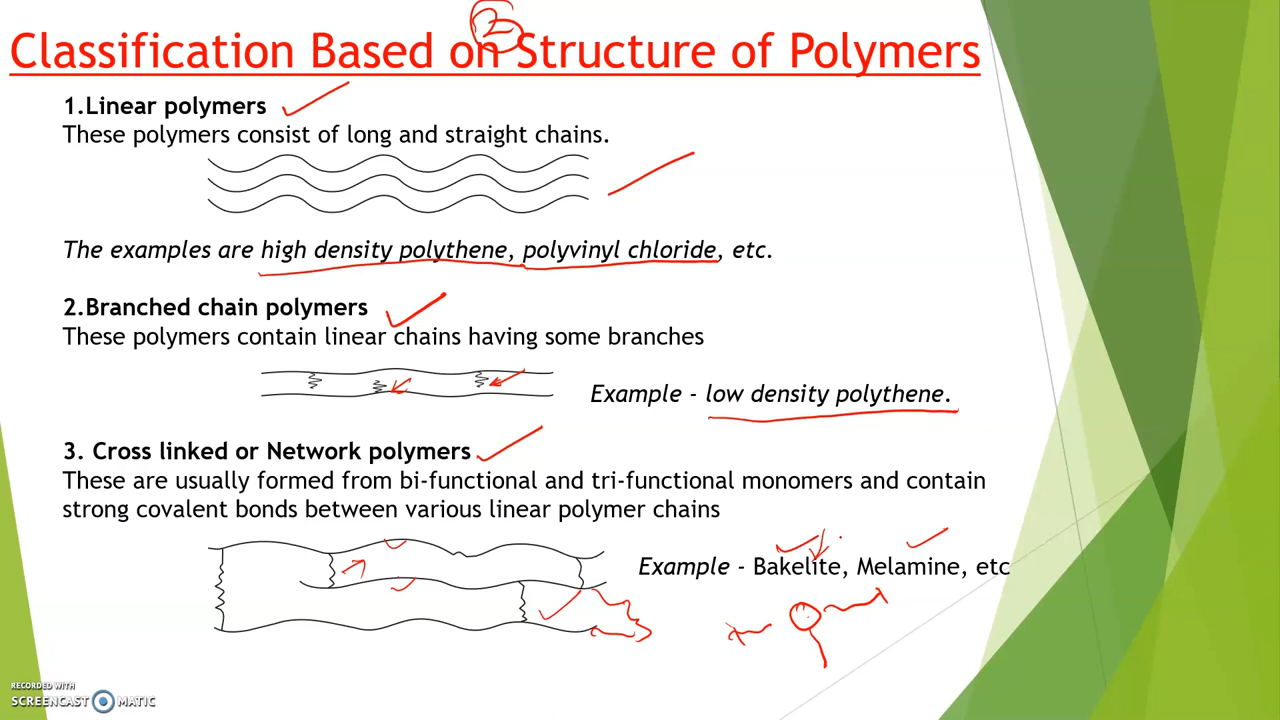 2
Classification Based on Structure of Polymers
1.Linear polymers
These polymers consist of long and straight chains.
The examples are high density polythene, polyvinyl chloride, etc.
2.Branched chain polymers
These polymers contain linear chains having some branches
Example - low density polythene.
3. Cross linked or Network polymers
These are usually formed from bi-functional and tri-functional monomers and contain
strong covalent bonds between various linear polymer chains
Example - Bakelite, Melamine, etc
RECORDED WITH
SCREENCAST MATIC